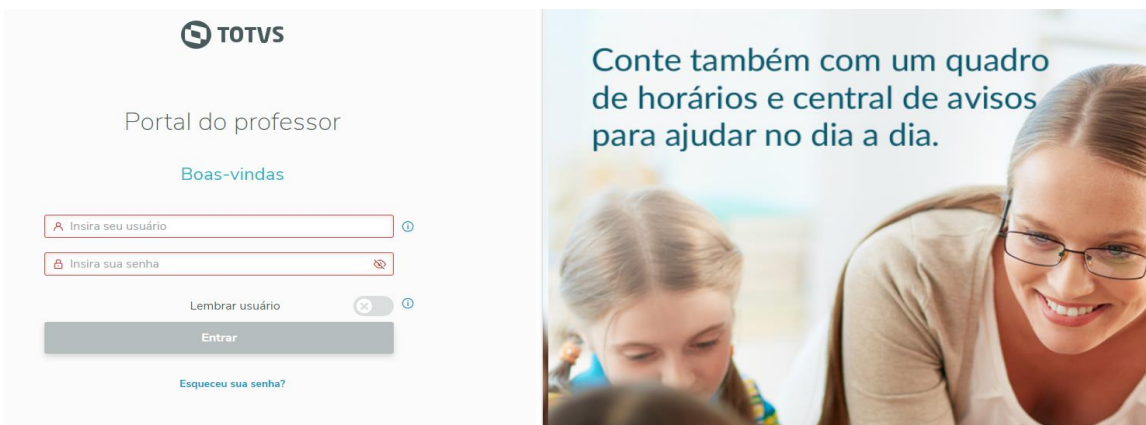 TOTVS
Portal do professor
Boas-vindas
Insira seu usuário
Insira sua senha
Lembrar usuário
Entrar
Esqueceu sua senha?
Conte também com um quadro
de horários e central de avisos
para ajudar no dia a dia.